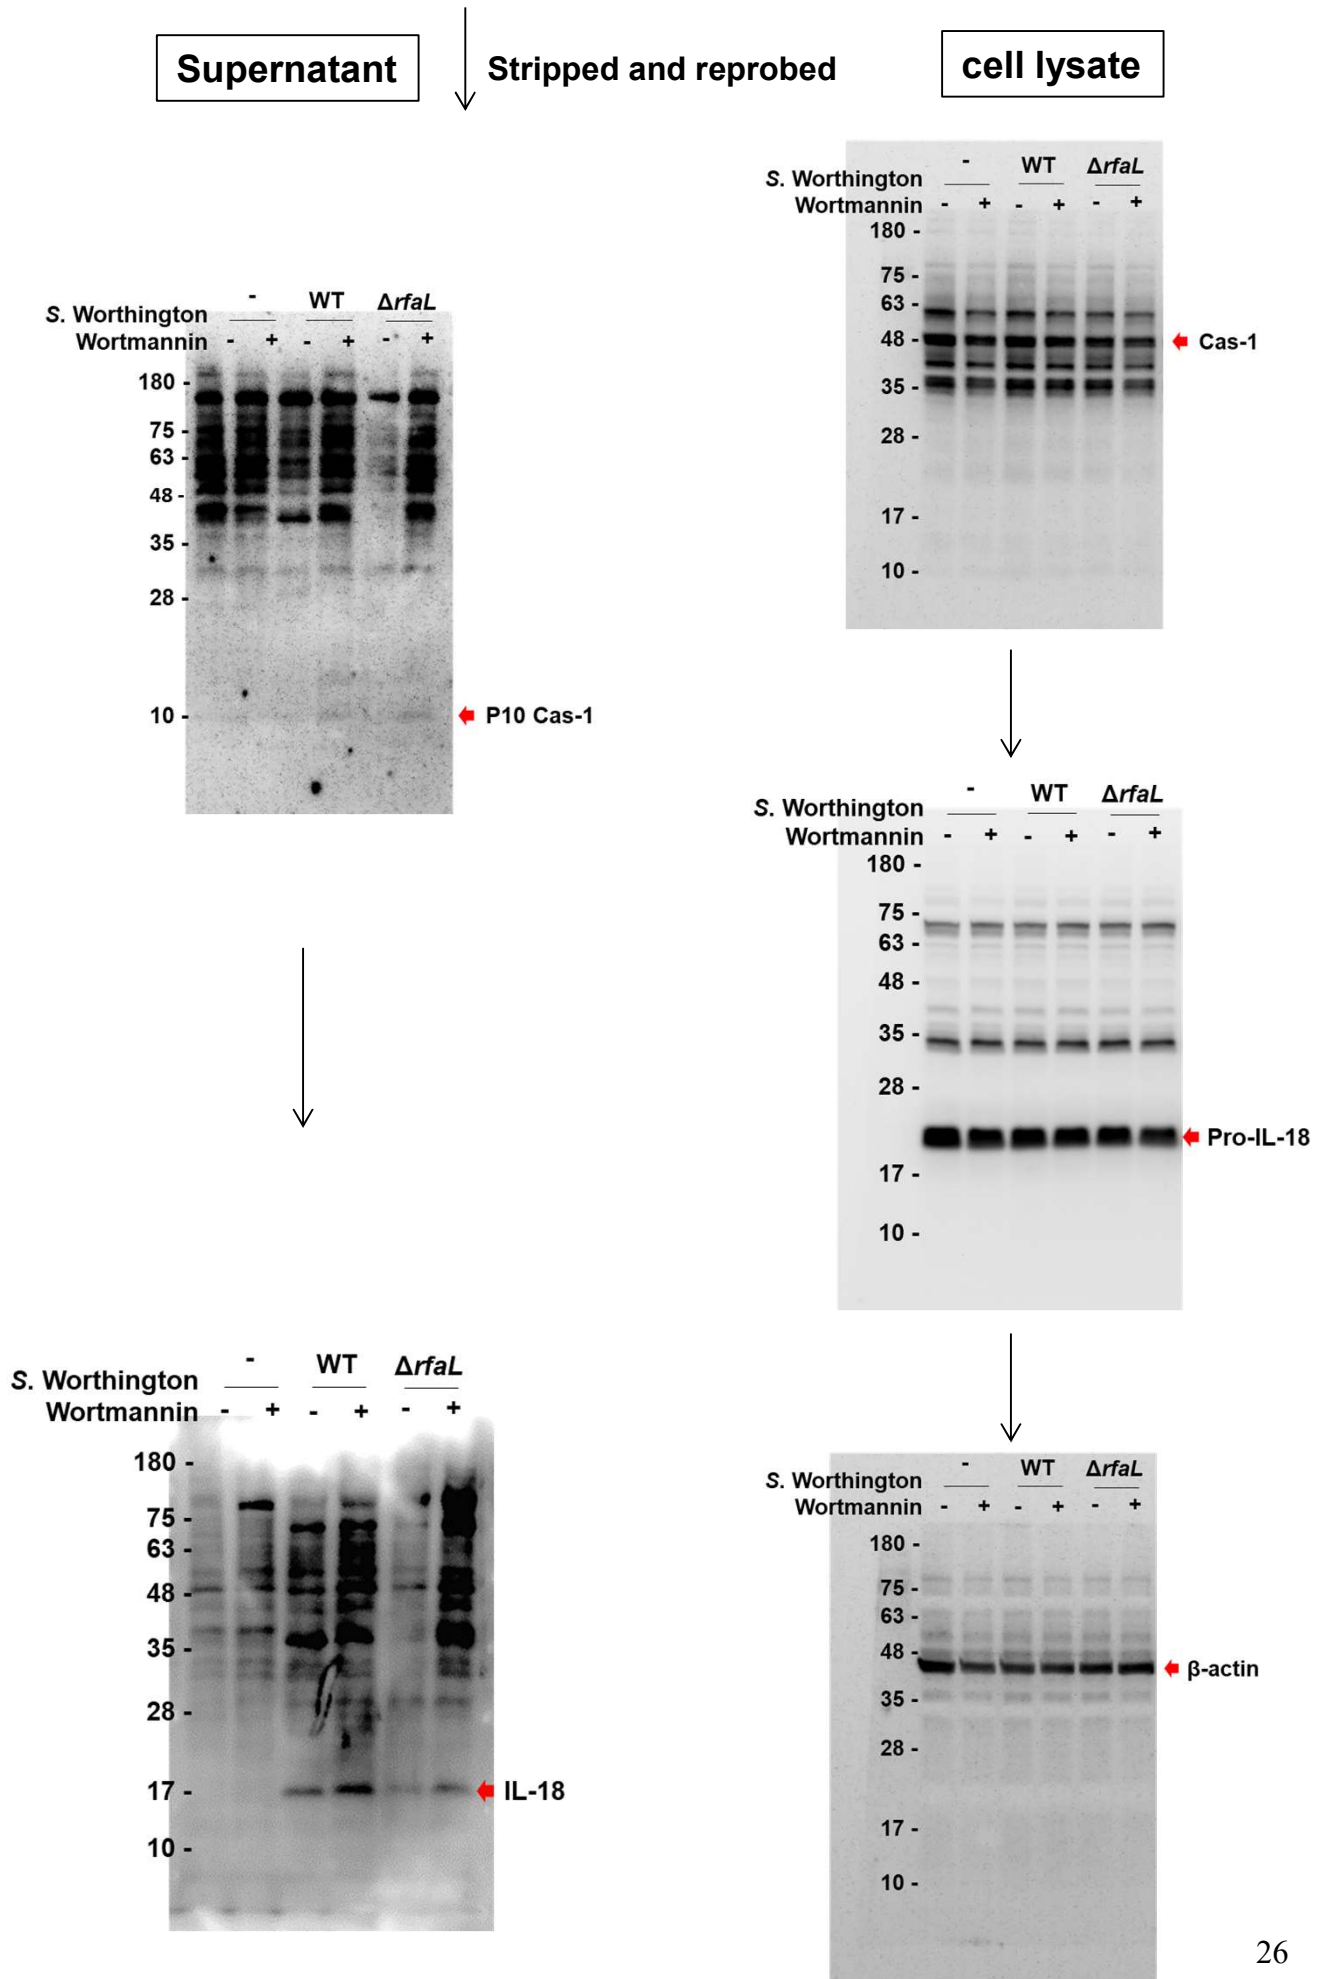 Supernatant
Stripped and reprobed
cell lysate
- WT ΔrfaL
S. Worthington
Wortmannin - + - + - +
180 -
75 -
63 -
48 -
35 -
28 -
10 -
P10 Cas-1
- WT ΔrfaL
S. Worthington
Wortmannin - + - + - +
180 -
75 -
63 -
48 -
35 -
28 -
17 -
10 -
IL-18
- WT ΔrfaL
S. Worthington
Wortmannin - + - + - +
180 -
75 -
63 -
48 -
Cas-1
35 -
28 -
17 -
10 -
- WT ΔrfaL
S. Worthington
Wortmannin - + - + - +
180 -
75 -
63 -
48 -
35 -
28 -
Pro-IL-18
17 -
10 -
- WT ΔrfaL
S. Worthington
Wortmannin - + - + - +
180 -
75 -
63 -
48 -
β-actin
35 -
28 -
17 -
10 -
26